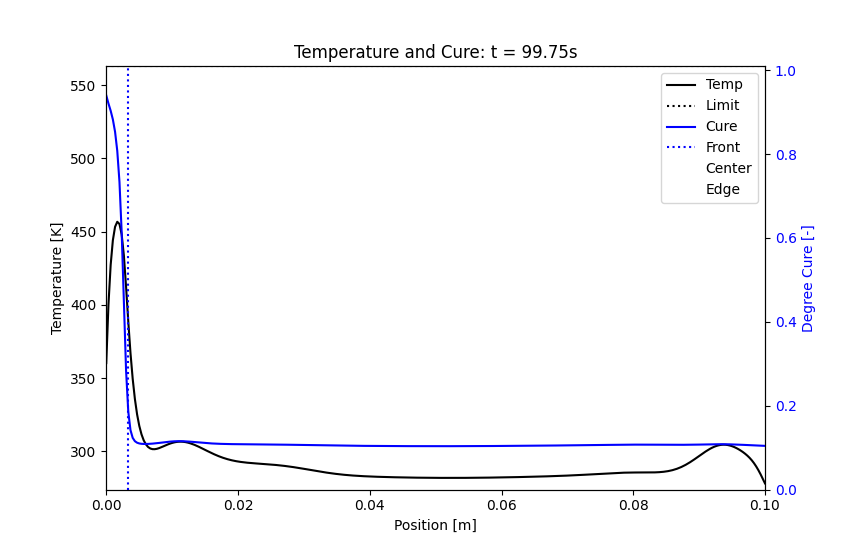 Temperature and Cure: t = 99.75s
550
500
450
400
350
300
Temperature [K]
1.0
0.8
0.6
0.4
0.2
0.0
Degree Cure [-]
Temp
Limit
Cure
Front
Center
Edge
0.00 0.02 0.04 0.06 0.08 0.10
Position [m]